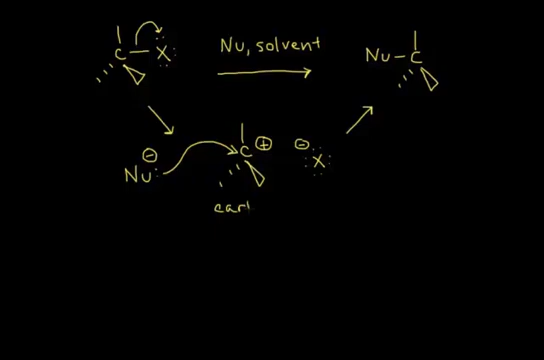 C — X
Nu, solvent
Nu — C
Nu: ⊖
C ⊕
⊖ X